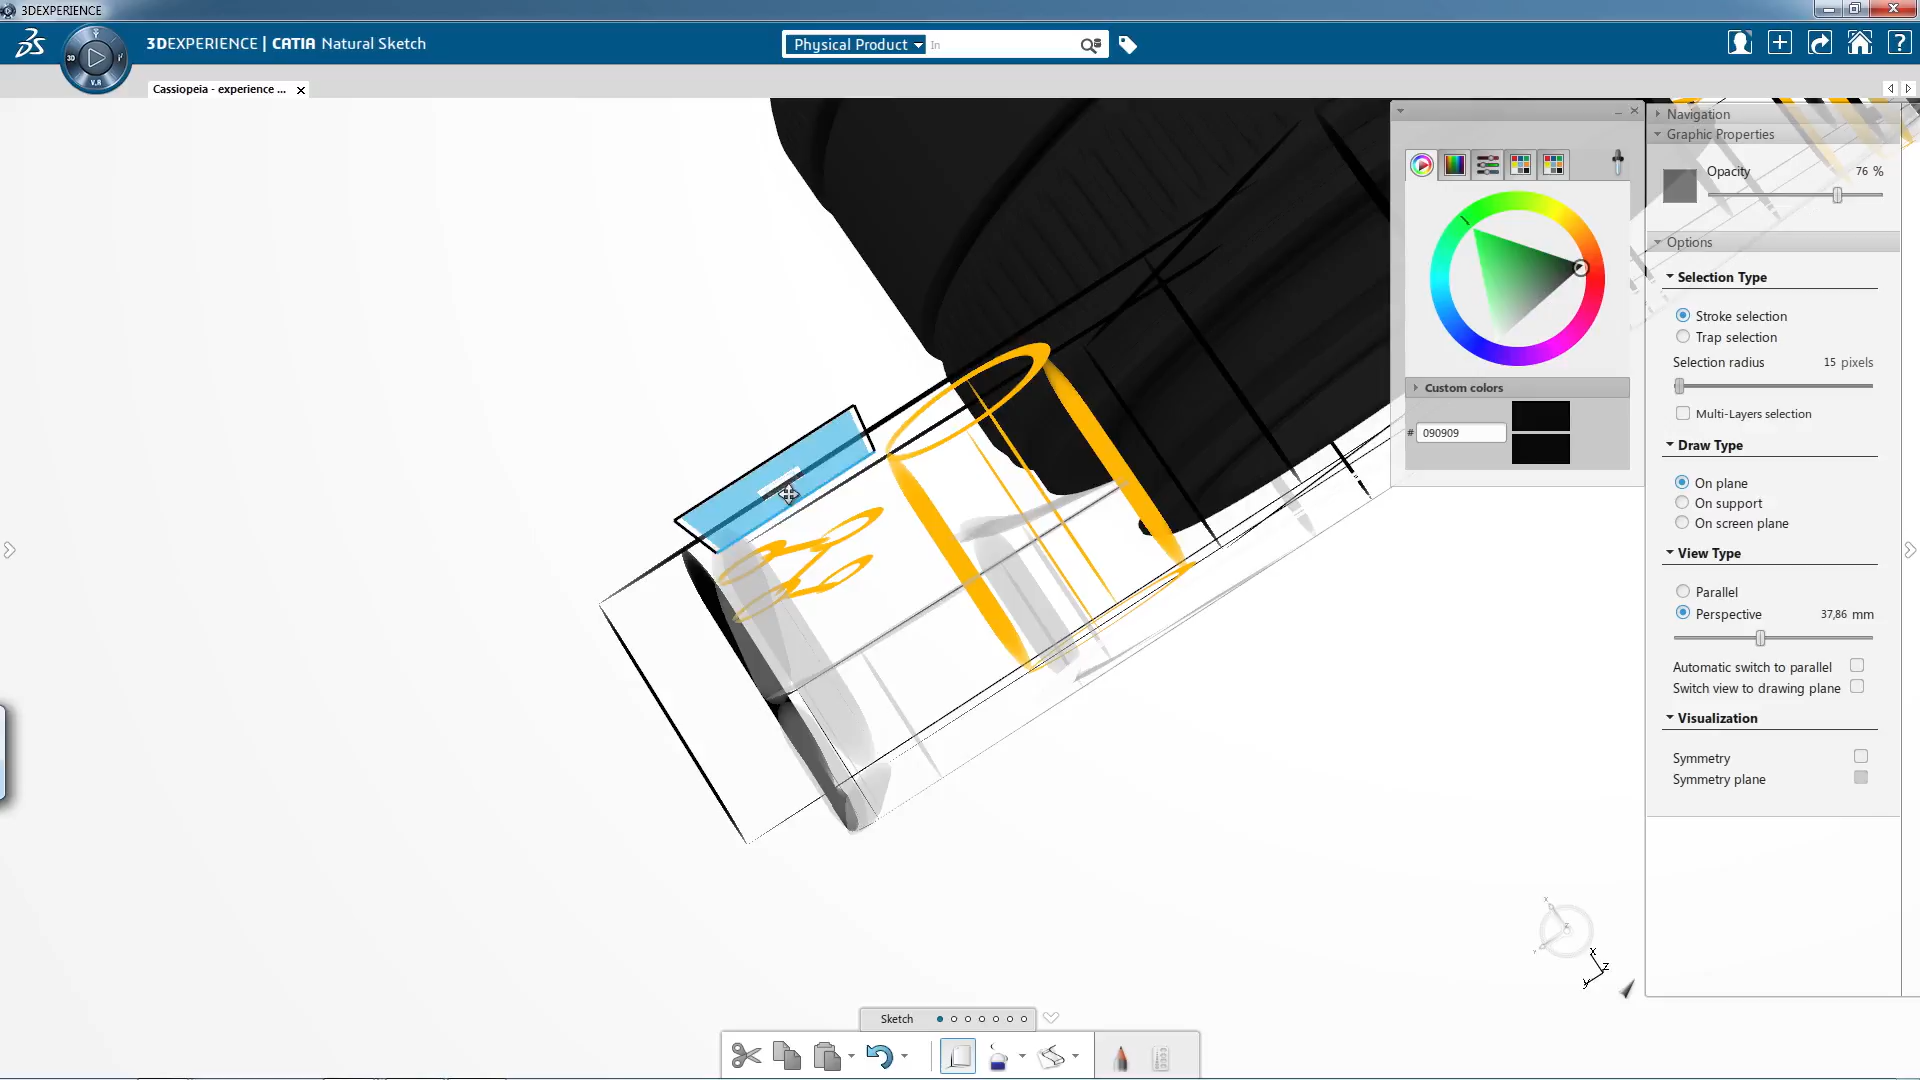 3DEXPERIENCE
3DEXPERIENCE | CATIA Natural Sketch
Physical Product
In
3D
V.R
Cassiopeia - experience ...
Navigation
Graphic Properties
Opacity 76 %
Options
Selection Type
Stroke selection
Trap selection
Selection radius 15 pixels
Multi-Layers selection
Draw Type
On plane
On support
On screen plane
View Type
Parallel
Perspective 37,86 mm
Automatic switch to parallel
Switch view to drawing plane
Visualization
Symmetry
Symmetry plane
Custom colors
# 090909
X
Z
Y
Sketch